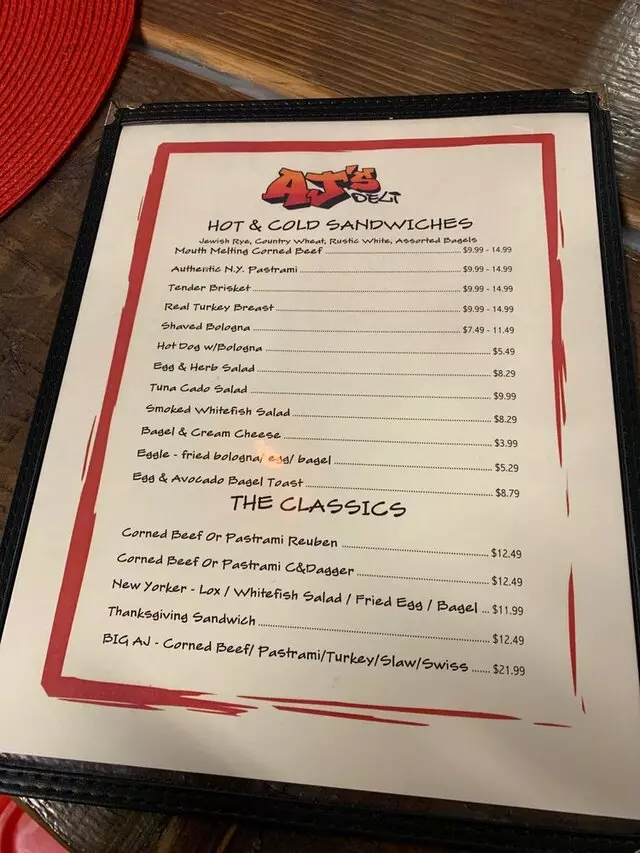 AJ's
DELI
HOT & COLD SANDWICHES
Jewish Rye, Country Wheat, Rustic White, Assorted Bagels
Mouth Melting Corned Beef $9.99 - 14.99
Authentic N.Y. Pastrami $9.99 - 14.99
Tender Brisket $9.99 - 14.99
Real Turkey Breast $9.99 - 14.99
Shaved Bologna $7.49 - 11.49
Hot Dog w/Bologna $5.49
Egg & Herb Salad $8.29
Tuna Cado Salad $9.99
Smoked Whitefish Salad $8.29
Bagel & Cream Cheese $3.99
Eggle - fried bologna/ egg/ bagel $5.29
Egg & Avocado Bagel Toast $8.79
THE CLASSICS
Corned Beef Or Pastrami Reuben $12.49
Corned Beef Or Pastrami C&Dagger $12.49
New Yorker - Lox / Whitefish Salad / Fried Egg / Bagel ... $11.99
Thanksgiving Sandwich $12.49
BIG AJ - Corned Beef/ Pastrami/Turkey/Slaw/Swiss ...... $21.99